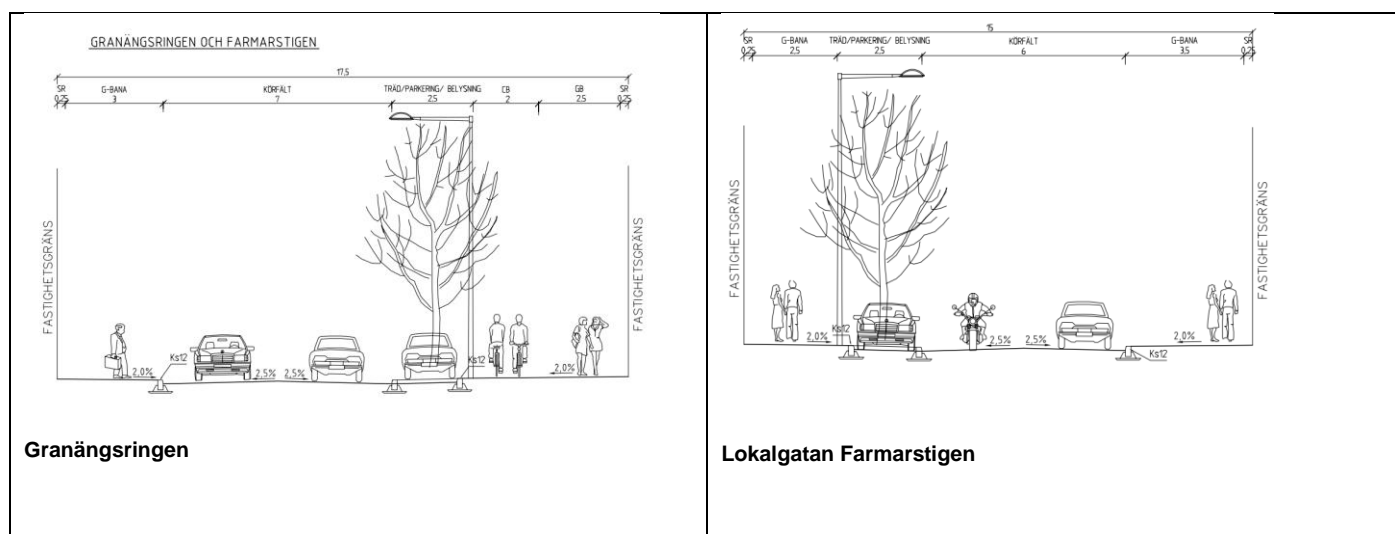 GRANÄNGSRINGEN OCH FARMARSTIGEN
17,5
SR G-BANA KÖRFÄLT TRÄD/PARKERING/ BELYSNING CB GB SR
0,25 3 7 2,5 2 2,5 0,25
FASTIGHETSGRÄNS
FASTIGHETSGRÄNS
Ks12
Ks12
2,0% 2,5% 2,5% 2,0%
Granängsringen
15
SR G-BANA TRÄD/PARKERING/ BELYSNING KÖRFÄLT G-BANA SR
0,25 2,5 2,5 6 3,5 0,25
FASTIGHETSGRÄNS
FASTIGHETSGRÄNS
Ks12
2,0% 2,5% 2,5% 2,0%
Ks12
Lokalgatan Farmarstigen